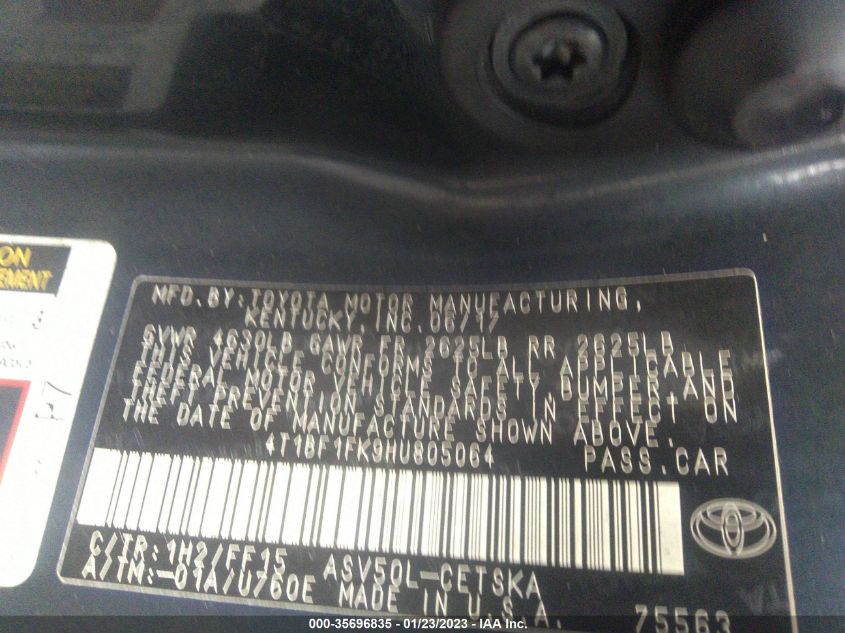 ON
EMENT
MFD. BY: TOYOTA MOTOR MANUFACTURING,
KENTUCKY, INC. 06/17
GVWR 4630LB GAWR FR 2625LB RR 2625LB
THIS VEHICLE CONFORMS TO ALL APPLICABLE
FEDERAL MOTOR VEHICLE SAFETY, BUMPER, AND
THEFT PREVENTION STANDARDS IN EFFECT ON
THE DATE OF MANUFACTURE SHOWN ABOVE.
4T1BF1FK9HU805064 PASS. CAR
C/TR: 1H2/FF15 ASV50L-CETSKA
A/TM: -01A/U760E MADE IN U.S.A. 75563
000-35696835 - 01/23/2023 - IAA Inc.